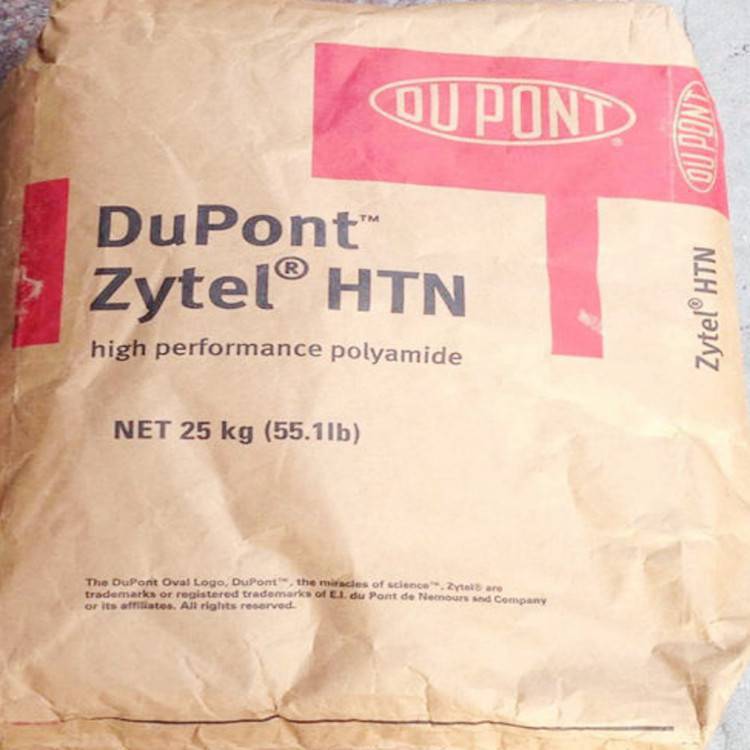 DU PONT®
DU PONT
DuPont™
Zytel® HTN
Zytel® HTN
high performance polyamide
NET 25 kg (55.1lb)
The DuPont Oval Logo, DuPont™, the miracles of science™, Zytel® are
trademarks or registered trademarks of E.I. du Pont de Nemours and Company
or its affiliates. All rights reserved.